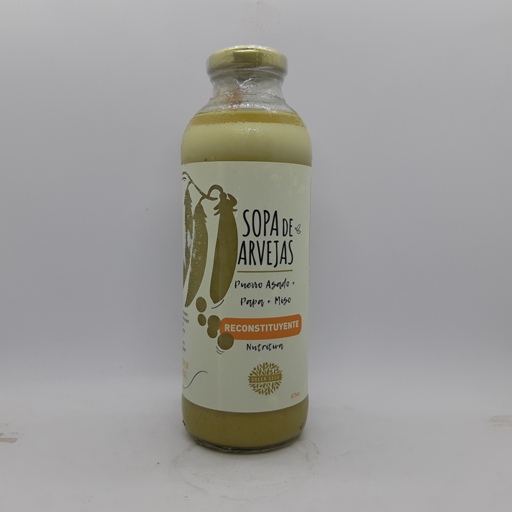 SOPA DE
ARVEJAS
Puerro Asado +
Papa + Miso
RECONSTITUYENTE
Nutritiva